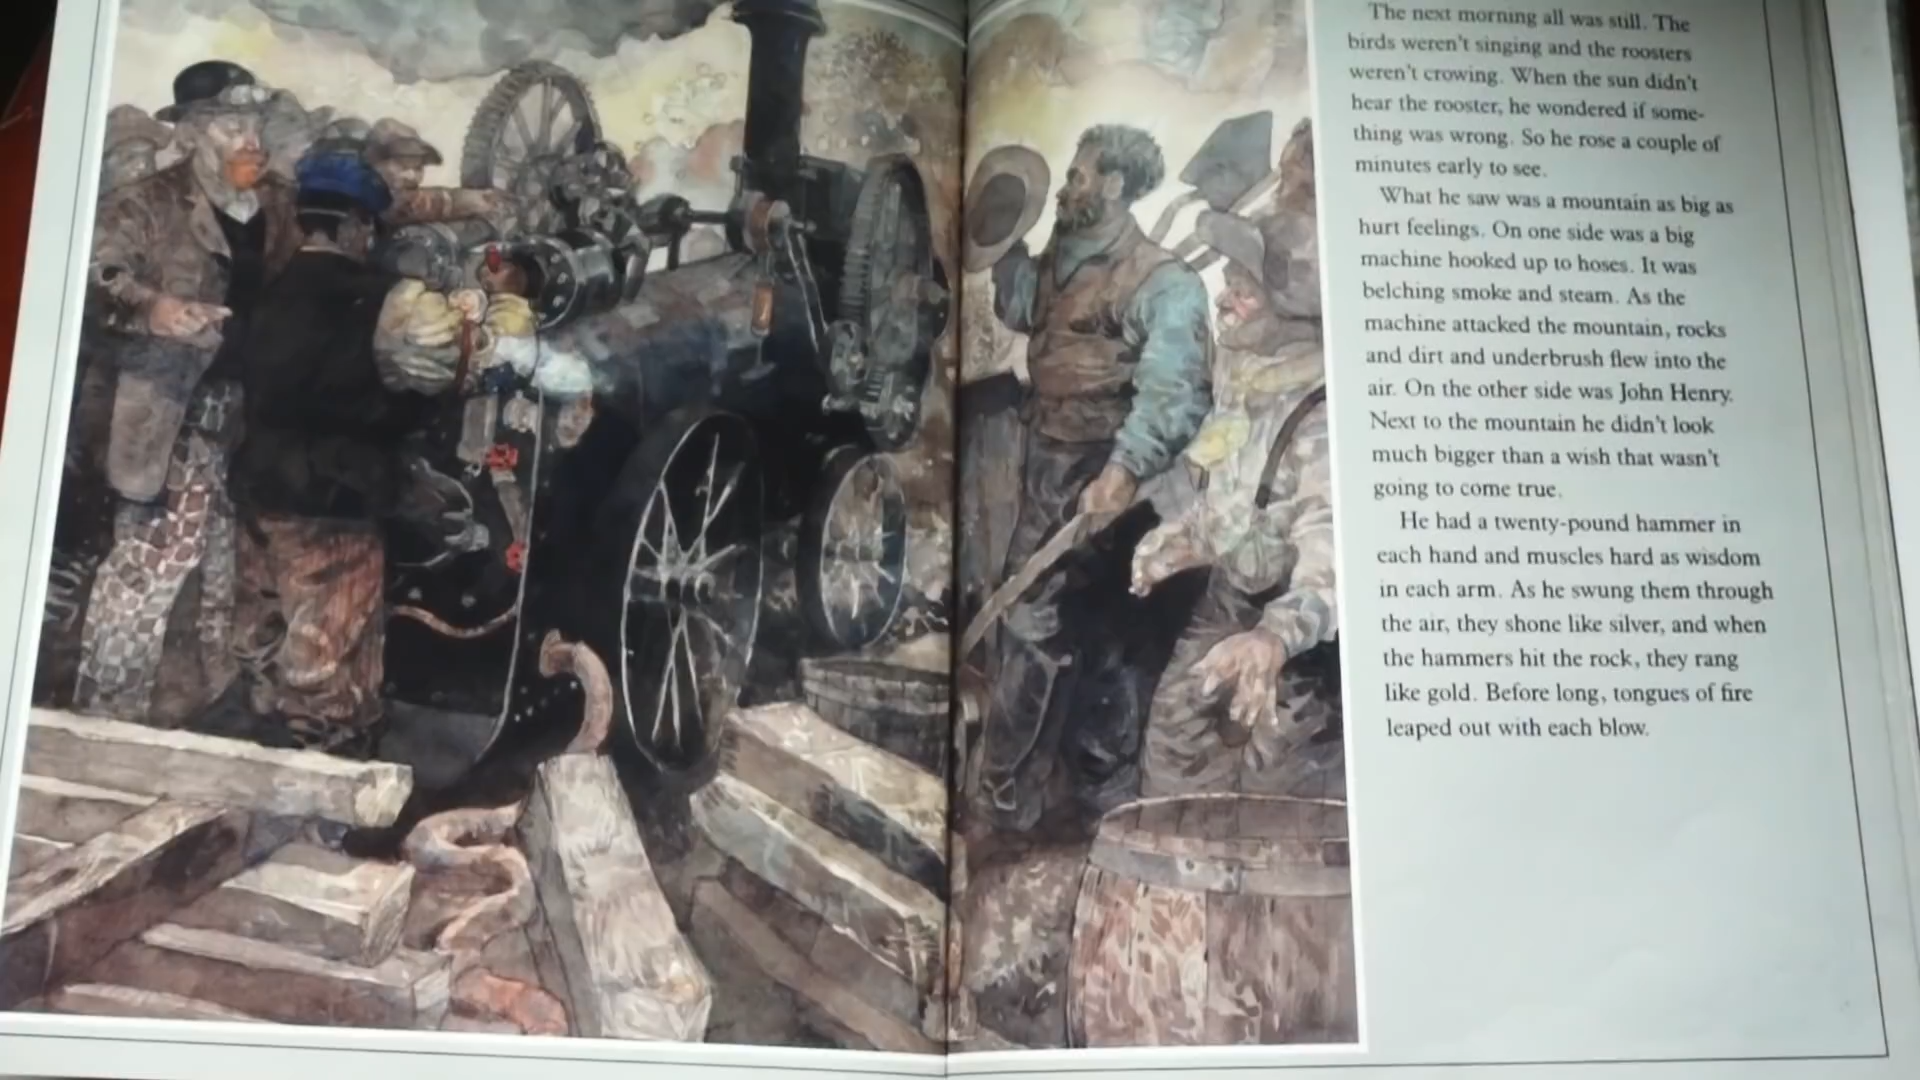 The next morning all was still. The
birds weren't singing and the roosters
weren't crowing. When the sun didn't
hear the rooster, he wondered if some-
thing was wrong. So he rose a couple of
minutes early to see.
What he saw was a mountain as big as
hurt feelings. On one side was a big
machine hooked up to hoses. It was
belching smoke and steam. As the
machine attacked the mountain, rocks
and dirt and underbrush flew into the
air. On the other side was John Henry.
Next to the mountain he didn't look
much bigger than a wish that wasn't
going to come true.
He had a twenty-pound hammer in
each hand and muscles hard as wisdom
in each arm. As he swung them through
the air, they shone like silver, and when
the hammers hit the rock, they rang
like gold. Before long, tongues of fire
leaped out with each blow.